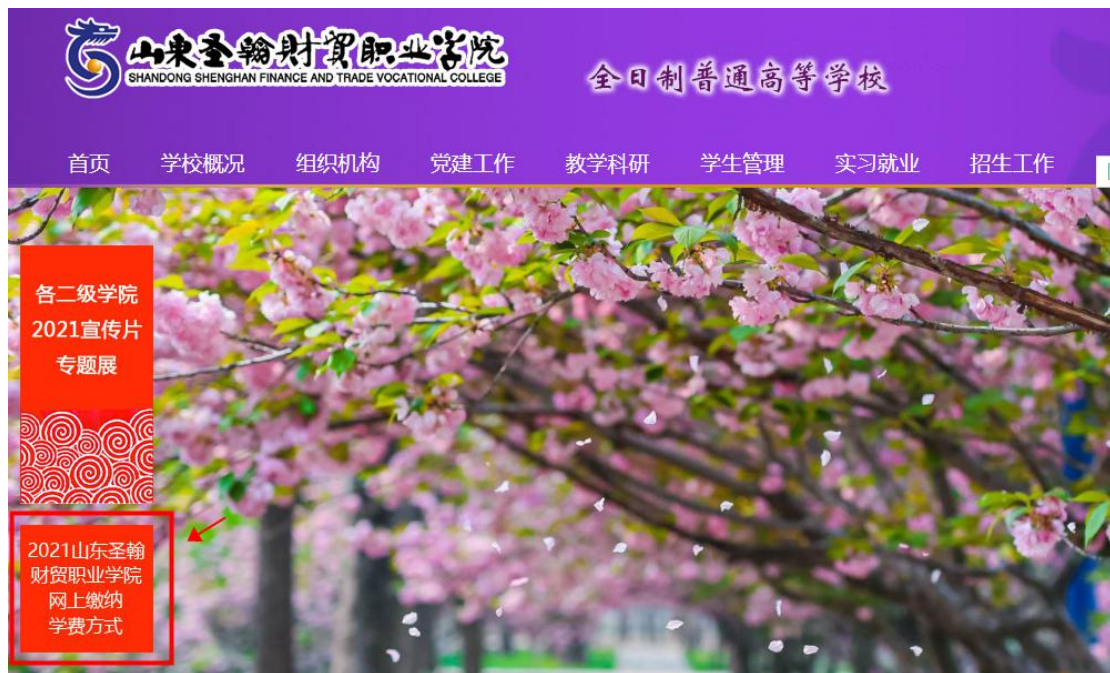 山东圣翰财贸职业学院
SHANDONG SHENGHAN FINANCE AND TRADE VOCATIONAL COLLEGE
全日制普通高等学校
首页 学校概况 组织机构 党建工作 教学科研 学生管理 实习就业 招生工作
各二级学院
2021宣传片
专题展
2021山东圣翰
财贸职业学院
网上缴纳
学费方式